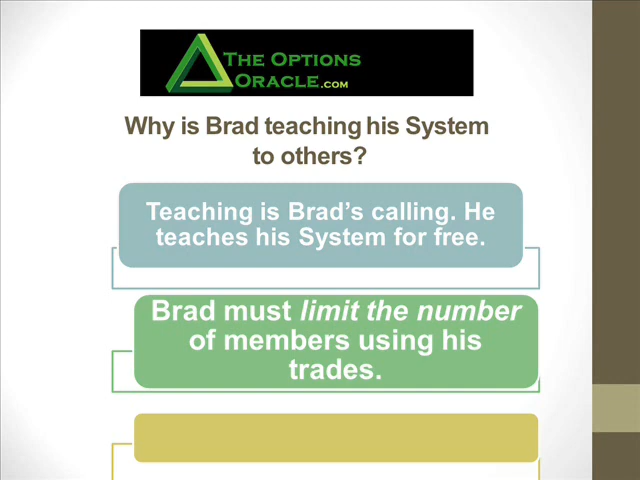 THE OPTIONS
ORACLE.COM
Why is Brad teaching his System
to others?
Teaching is Brad’s calling. He
teaches his System for free.
Brad must limit the number
of members using his
trades.